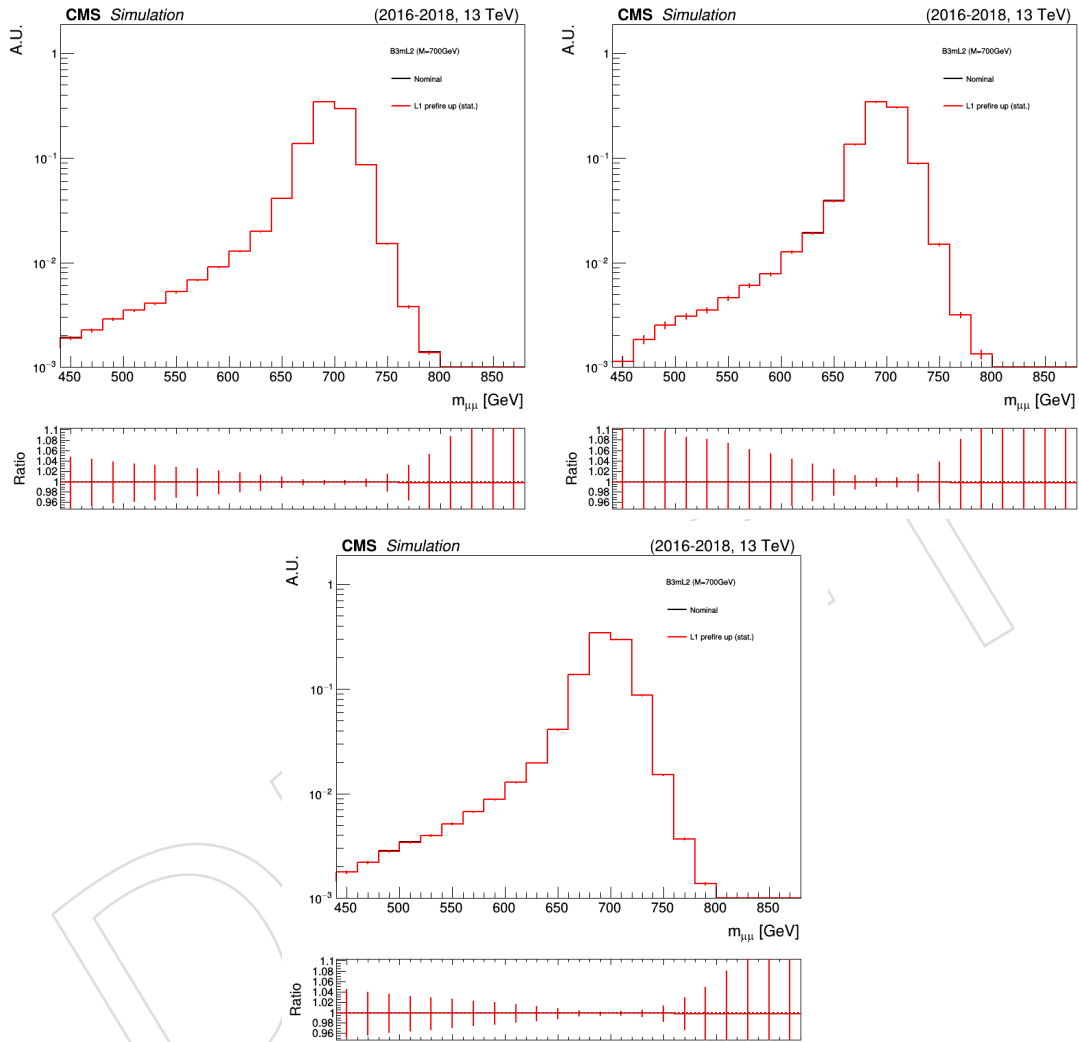 CMS Simulation (2016-2018, 13 TeV)
A.U.
B3mL2 (M=700GeV)
Nominal
L1 prefire up (stat.)
1
10⁻¹
10⁻²
10⁻³
450 500 550 600 650 700 750 800 850
mμμ [GeV]
Ratio
1.1
1.08
1.06
1.04
1.02
1
0.98
0.96
CMS Simulation (2016-2018, 13 TeV)
A.U.
B3mL2 (M=700GeV)
Nominal
L1 prefire up (stat.)
1
10⁻¹
10⁻²
10⁻³
450 500 550 600 650 700 750 800 850
mμμ [GeV]
Ratio
1.1
1.08
1.06
1.04
1.02
1
0.98
0.96
CMS Simulation (2016-2018, 13 TeV)
A.U.
B3mL2 (M=700GeV)
Nominal
L1 prefire up (stat.)
1
10⁻¹
10⁻²
10⁻³
450 500 550 600 650 700 750 800 850
mμμ [GeV]
Ratio
1.1
1.08
1.06
1.04
1.02
1
0.98
0.96